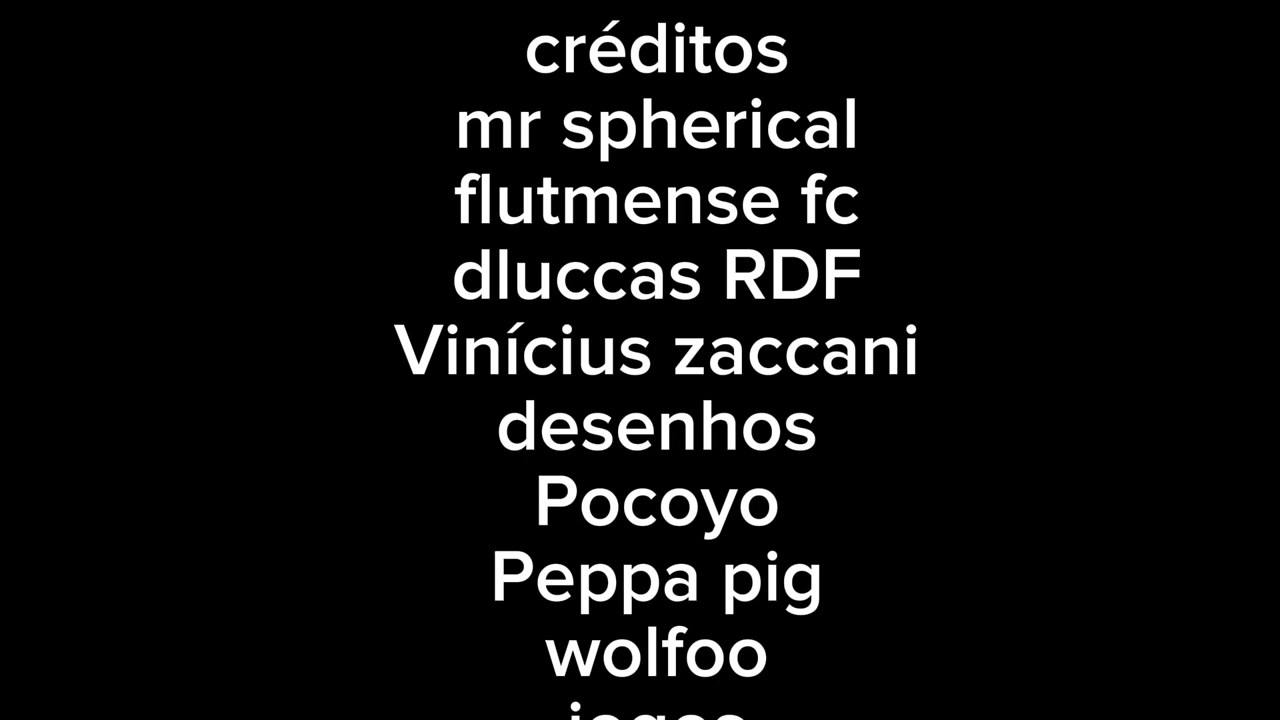 créditos
mr spherical
flutmense fc
dluccas RDF
Vinícius zaccani
desenhos
Pocoyo
Peppa pig
wolfoo